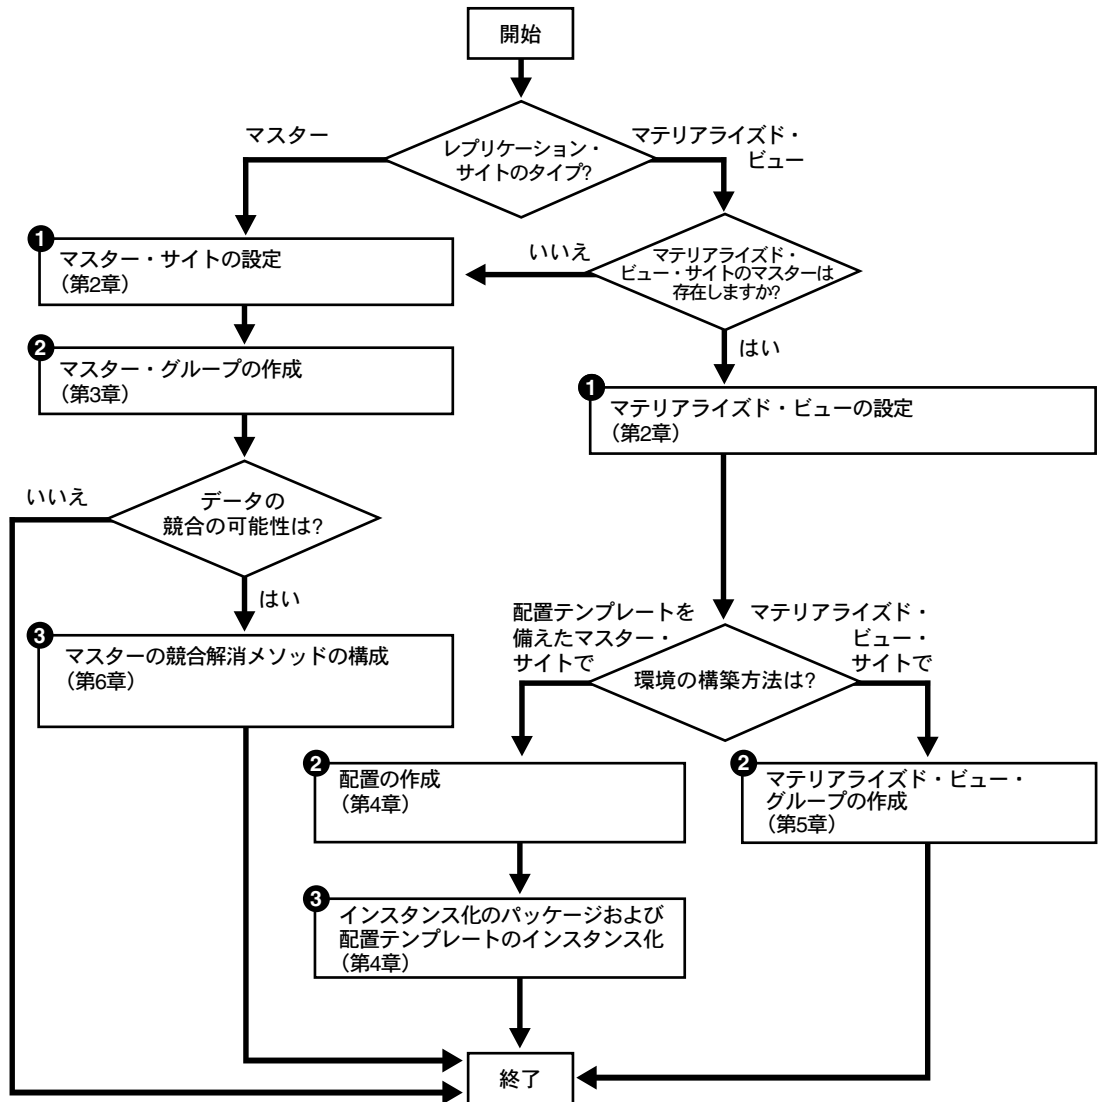 開始
マスター
マテリアライズド・
ビュー
レプリケーション・
サイトのタイプ?
1
マスター・サイトの設定
(第2章)
いいえ
マテリアライズド・
ビュー・サイトのマスターは
存在しますか?
はい
2
マスター・グループの作成
(第3章)
1
マテリアライズド・ビューの設定
(第2章)
いいえ
データの
競合の可能性は?
はい
3
マスターの競合解消メソッドの構成
(第6章)
配置テンプレートを
備えたマスター・
サイトで
マテリアライズド・
ビュー・
サイトで
環境の構築方法は?
2
配置の作成
(第4章)
2
マテリアライズド・ビュー・
グループの作成
(第5章)
3
インスタンス化のパッケージおよび
配置テンプレートのインスタンス化
(第4章)
終了